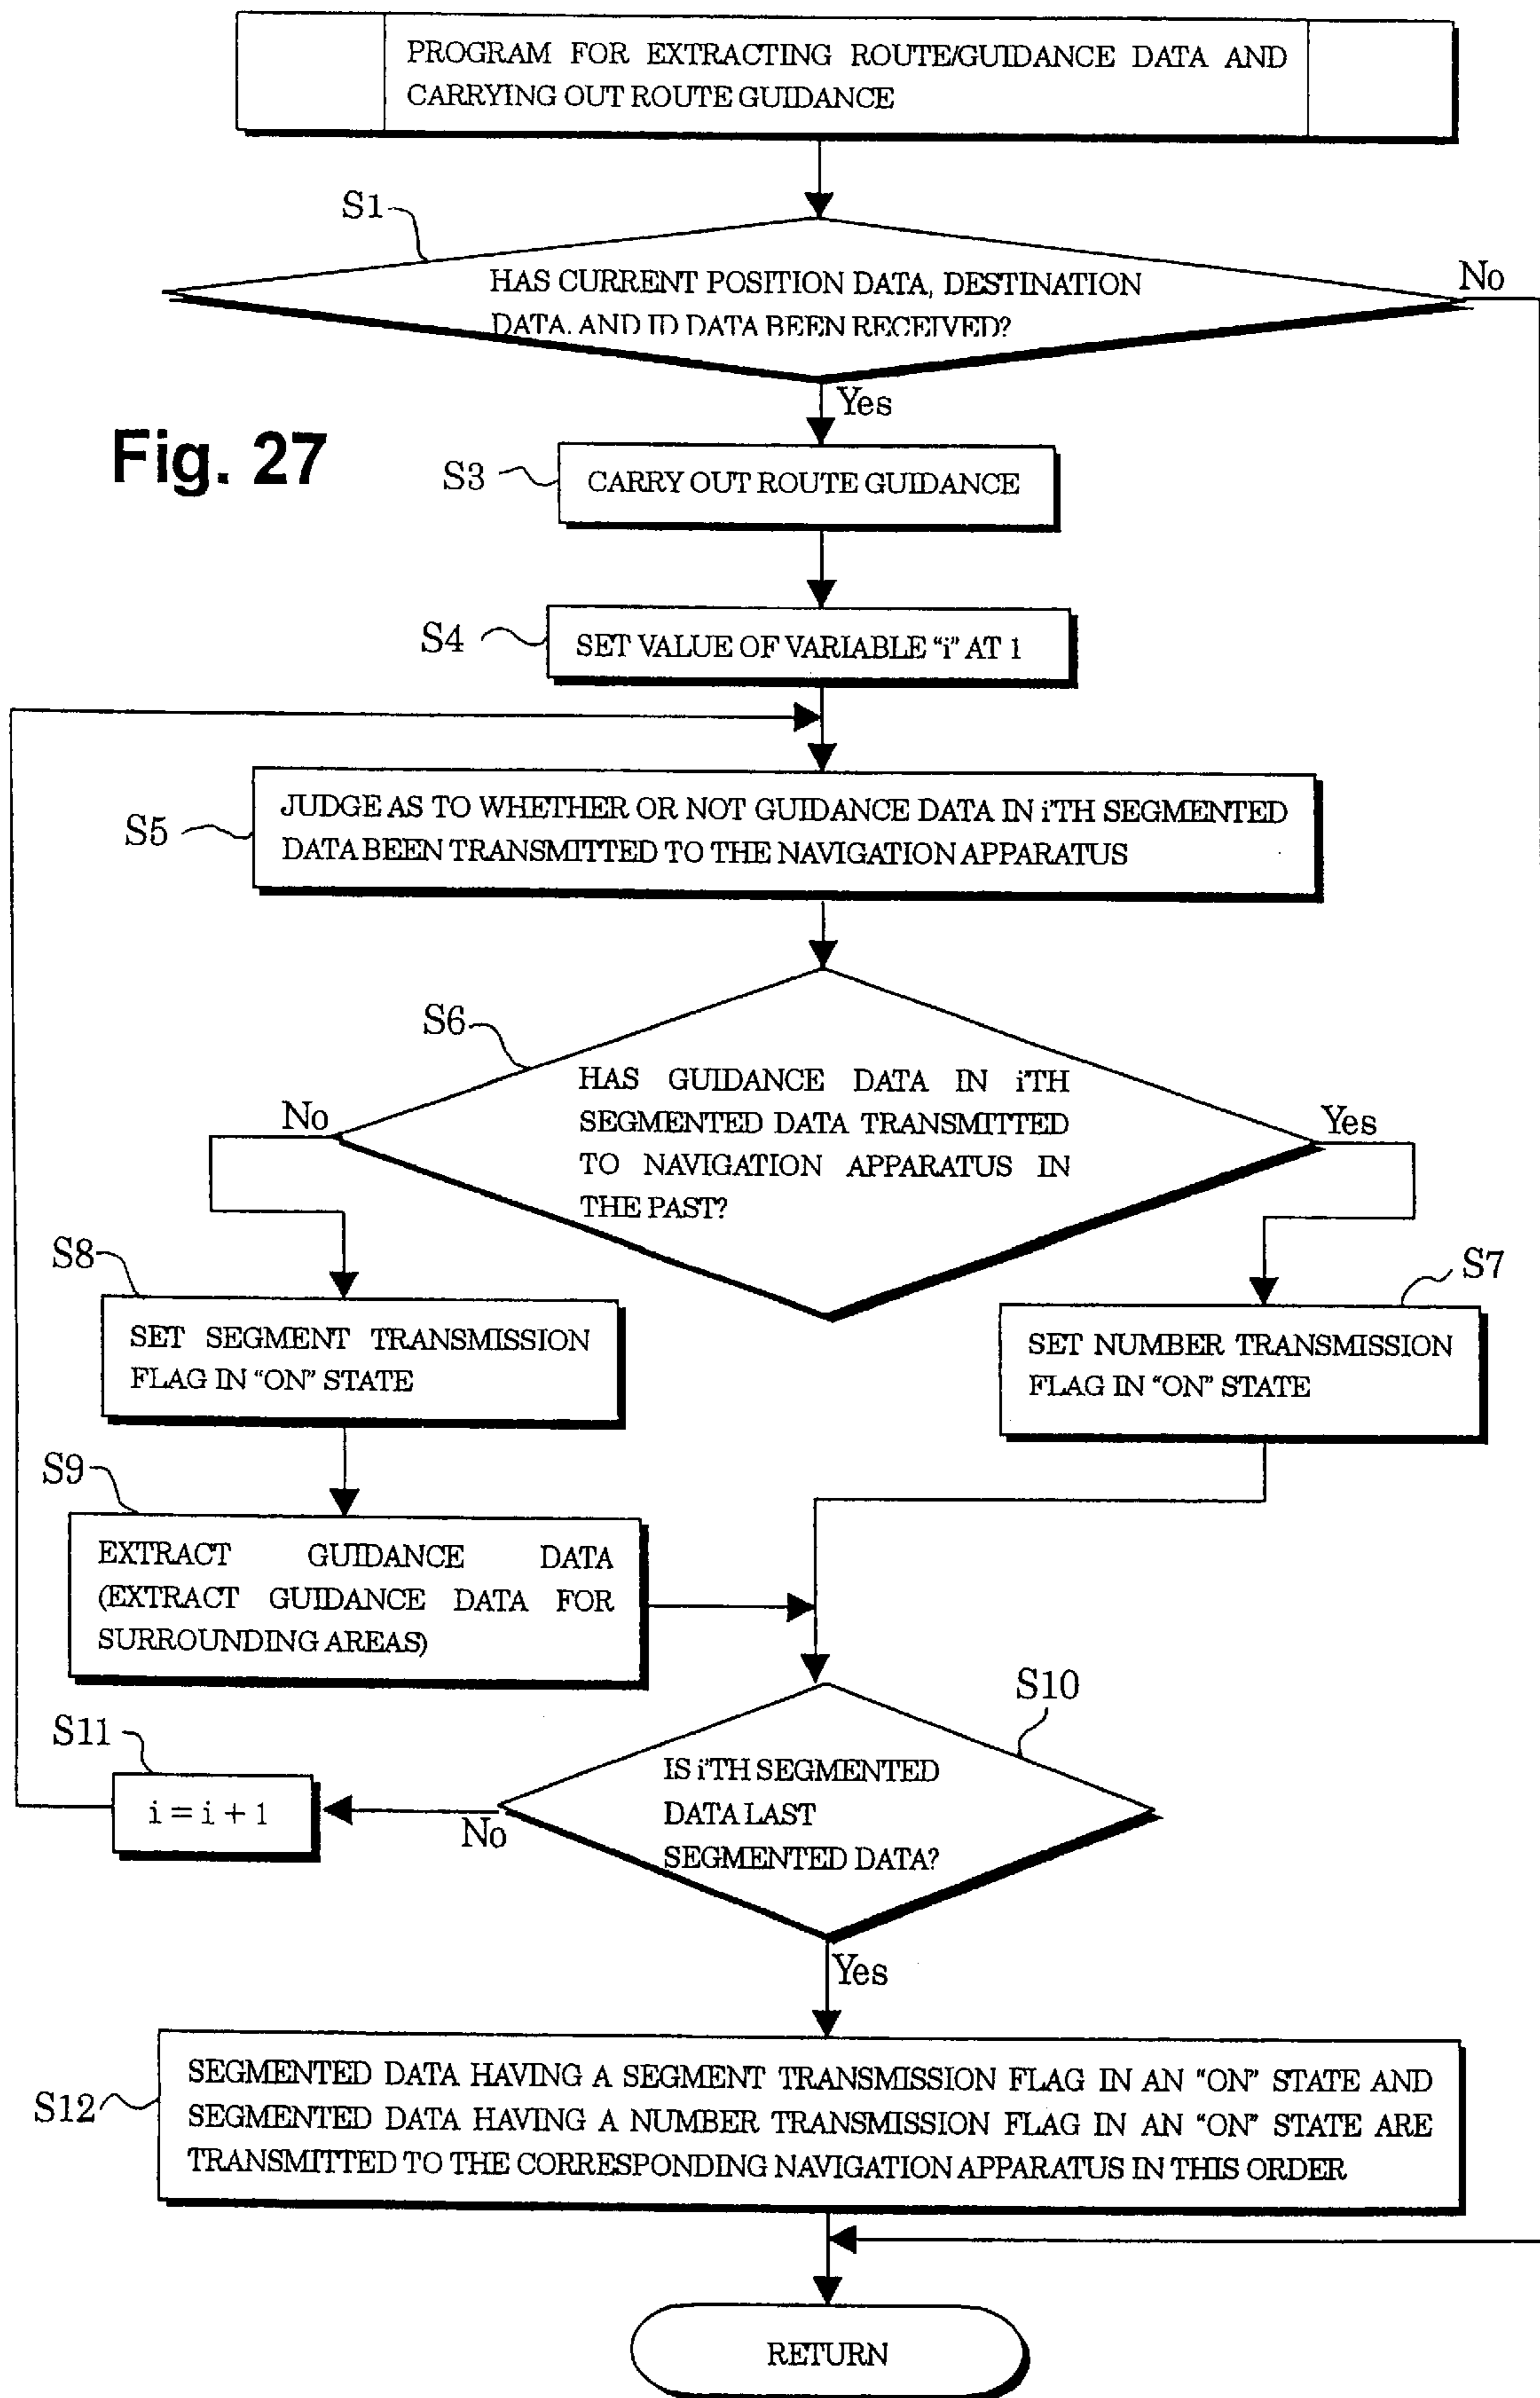 PROGRAM FOR EXTRACTING ROUTE/GUIDANCE DATA AND
CARRYING OUT ROUTE GUIDANCE
S1
HAS CURRENT POSITION DATA, DESTINATION
DATA, AND ID DATA BEEN RECEIVED?
No
Yes
Fig. 27
S3
CARRY OUT ROUTE GUIDANCE
S4
SET VALUE OF VARIABLE "i" AT 1
S5
JUDGE AS TO WHETHER OR NOT GUIDANCE DATA IN i'TH SEGMENTED
DATA BEEN TRANSMITTED TO THE NAVIGATION APPARATUS
S6
HAS GUIDANCE DATA IN i'TH
SEGMENTED DATA TRANSMITTED
TO NAVIGATION APPARATUS IN
THE PAST?
No
Yes
S8
SET SEGMENT TRANSMISSION
FLAG IN "ON" STATE
S7
SET NUMBER TRANSMISSION
FLAG IN "ON" STATE
S9
EXTRACT GUIDANCE DATA
(EXTRACT GUIDANCE DATA FOR
SURROUNDING AREAS)
S10
IS i'TH SEGMENTED
DATA LAST
SEGMENTED DATA?
S11
i = i + 1
No
Yes
S12
SEGMENTED DATA HAVING A SEGMENT TRANSMISSION FLAG IN AN "ON" STATE AND
SEGMENTED DATA HAVING A NUMBER TRANSMISSION FLAG IN AN "ON" STATE ARE
TRANSMITTED TO THE CORRESPONDING NAVIGATION APPARATUS IN THIS ORDER
RETURN